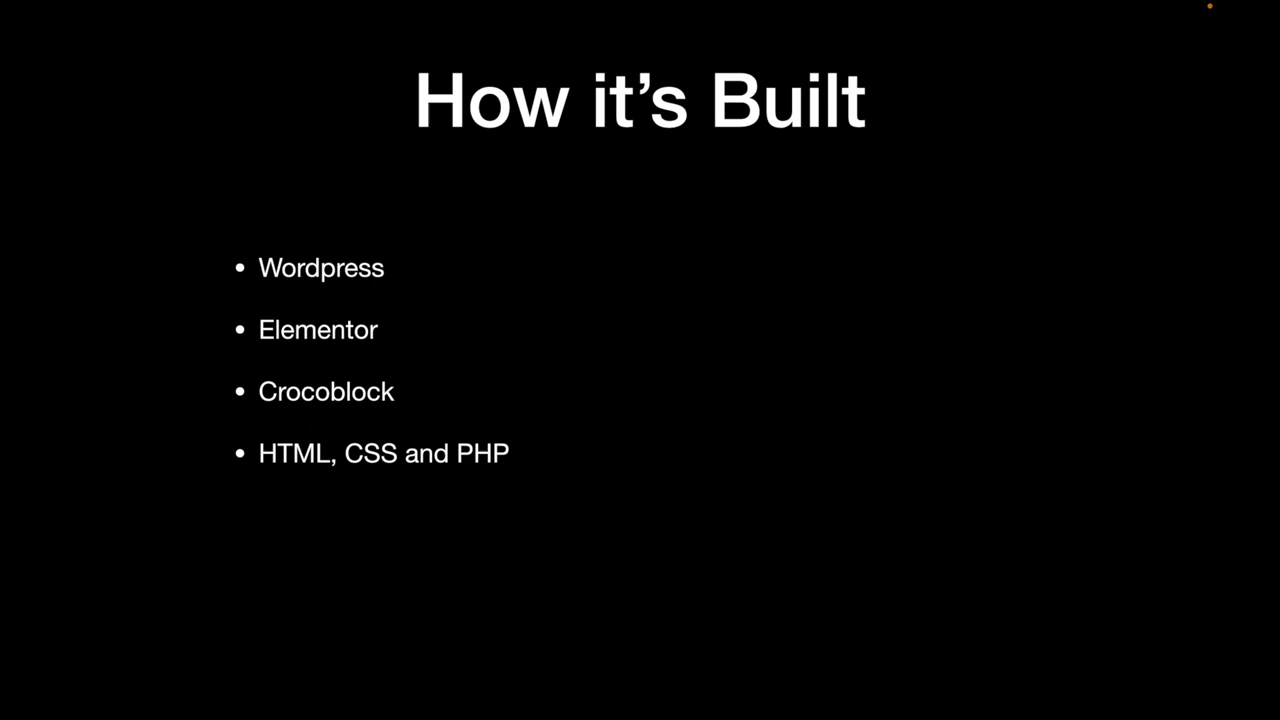 How it’s Built
• Wordpress
• Elementor
• Crocoblock
• HTML, CSS and PHP